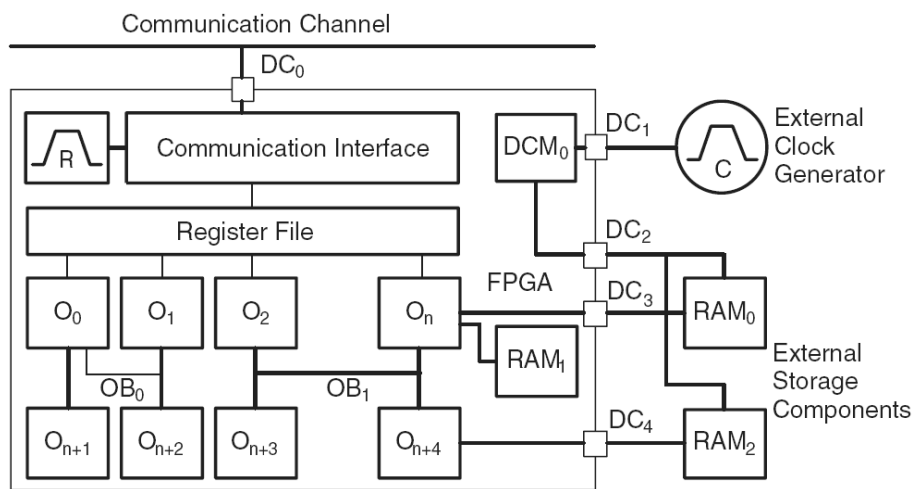 Communication Channel
DC₀
R
Communication Interface
DCM₀
DC₁
C
External
Clock
Generator
Register File
DC₂
O₀
O₁
O₂
Oₙ
FPGA
DC₃
RAM₀
RAM₁
OB₀
OB₁
External
Storage
Components
Oₙ₊₁
Oₙ₊₂
Oₙ₊₃
Oₙ₊₄
DC₄
RAM₂